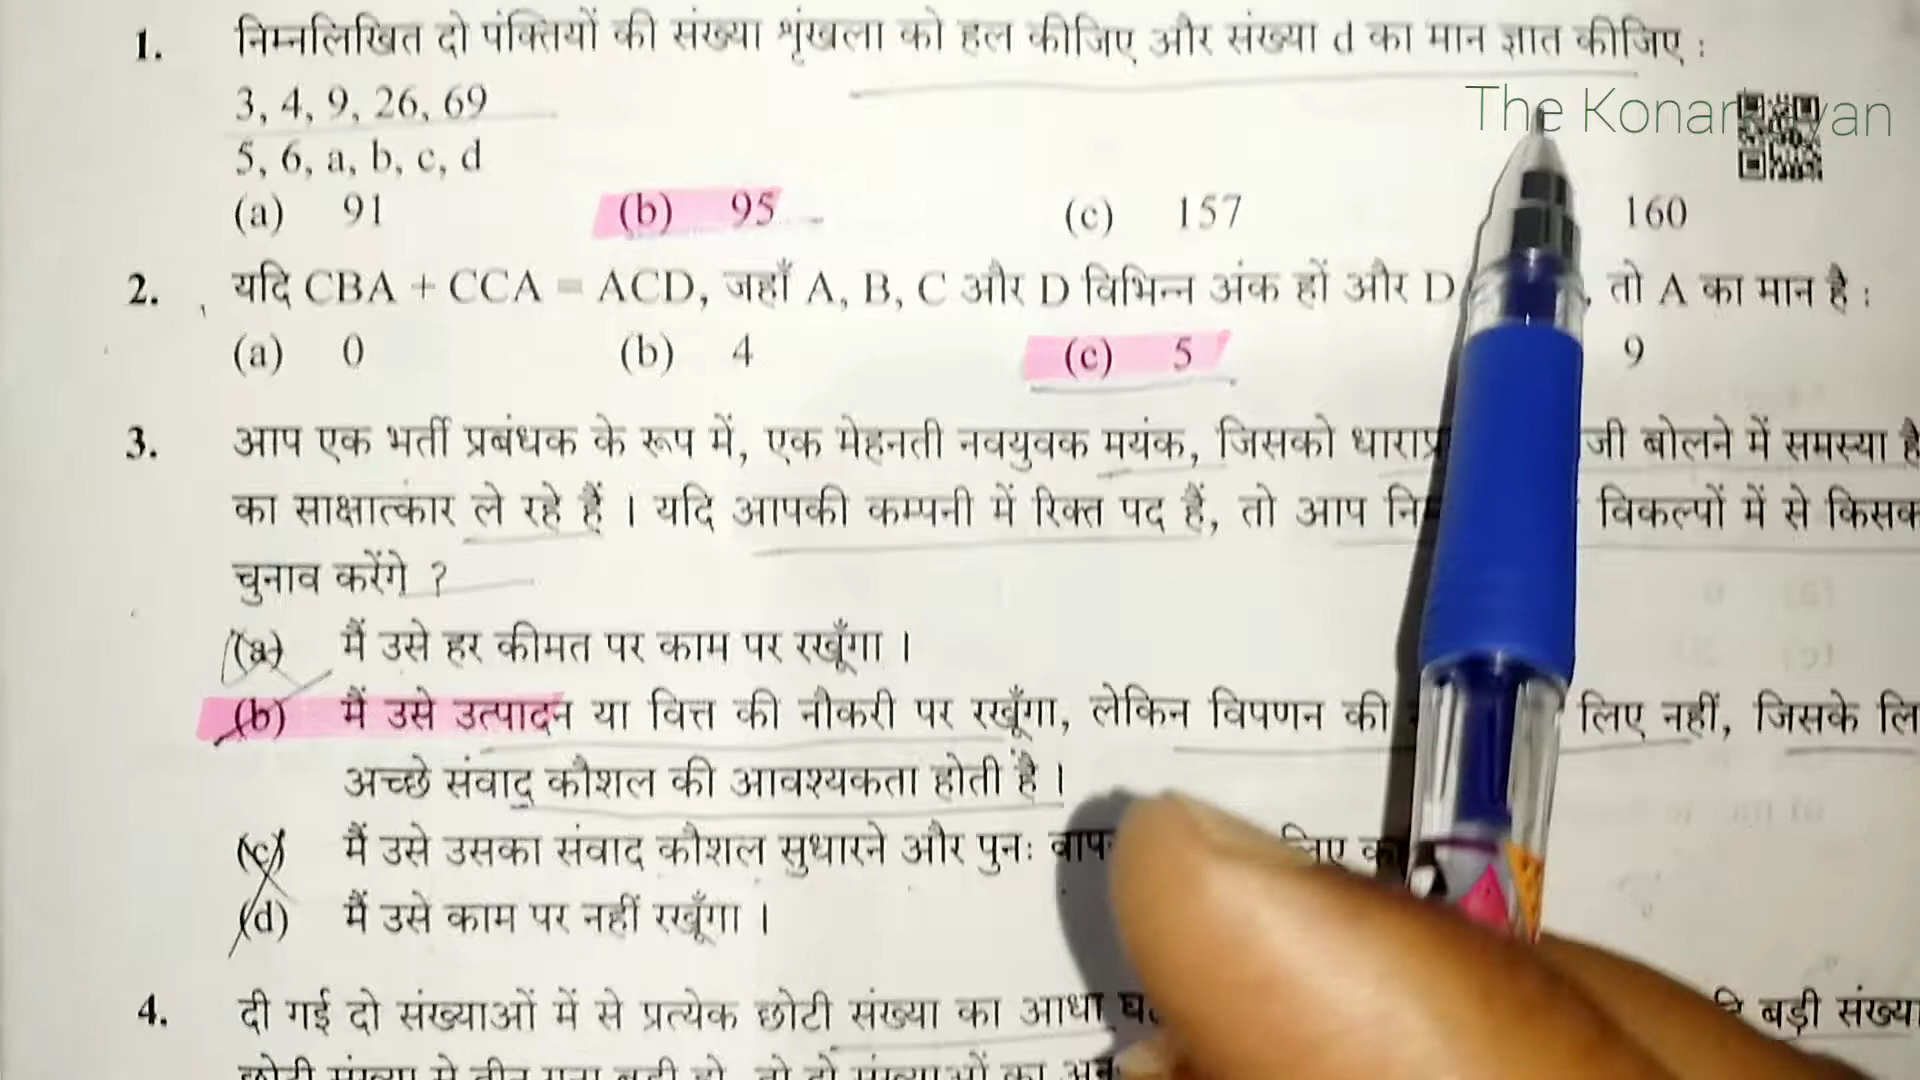 1. निम्नलिखित दो पंक्तियों की संख्या शृंखला को हल कीजिए और संख्या d का मान ज्ञात कीजिए :
3, 4, 9, 26, 69
The Konar yan
5, 6, a, b, c, d
(a) 91 (b) 95 (c) 157 160
2. यदि CBA + CCA = ACD, जहाँ A, B, C और D विभिन्न अंक हों और D , तो A का मान है :
(a) 0 (b) 4 (c) 5 9
3. आप एक भर्ती प्रबंधक के रूप में, एक मेहनती नवयुवक मयंक, जिसको बोलने में समस्या है
का साक्षात्कार ले रहे हैं । यदि आपकी कम्पनी में रिक्त पद हैं, तो आप विकल्पों में से
चुनाव करेंगे ?
(a) मैं उसे हर कीमत पर काम पर रखूँगा ।
(b) मैं उसे उत्पादन या वित्त की नौकरी पर रखूँगा, लेकिन विपणन की लिए नहीं, जिसके
अच्छे संवाद कौशल की आवश्यकता होती है ।
(c) मैं उसे उसका संवाद कौशल सुधारने और पुनः लिए
(d) मैं उसे काम पर नहीं रखूँगा ।
4. दी गई दो संख्याओं में से प्रत्येक छोटी संख्या का आधा बड़ी संख्या